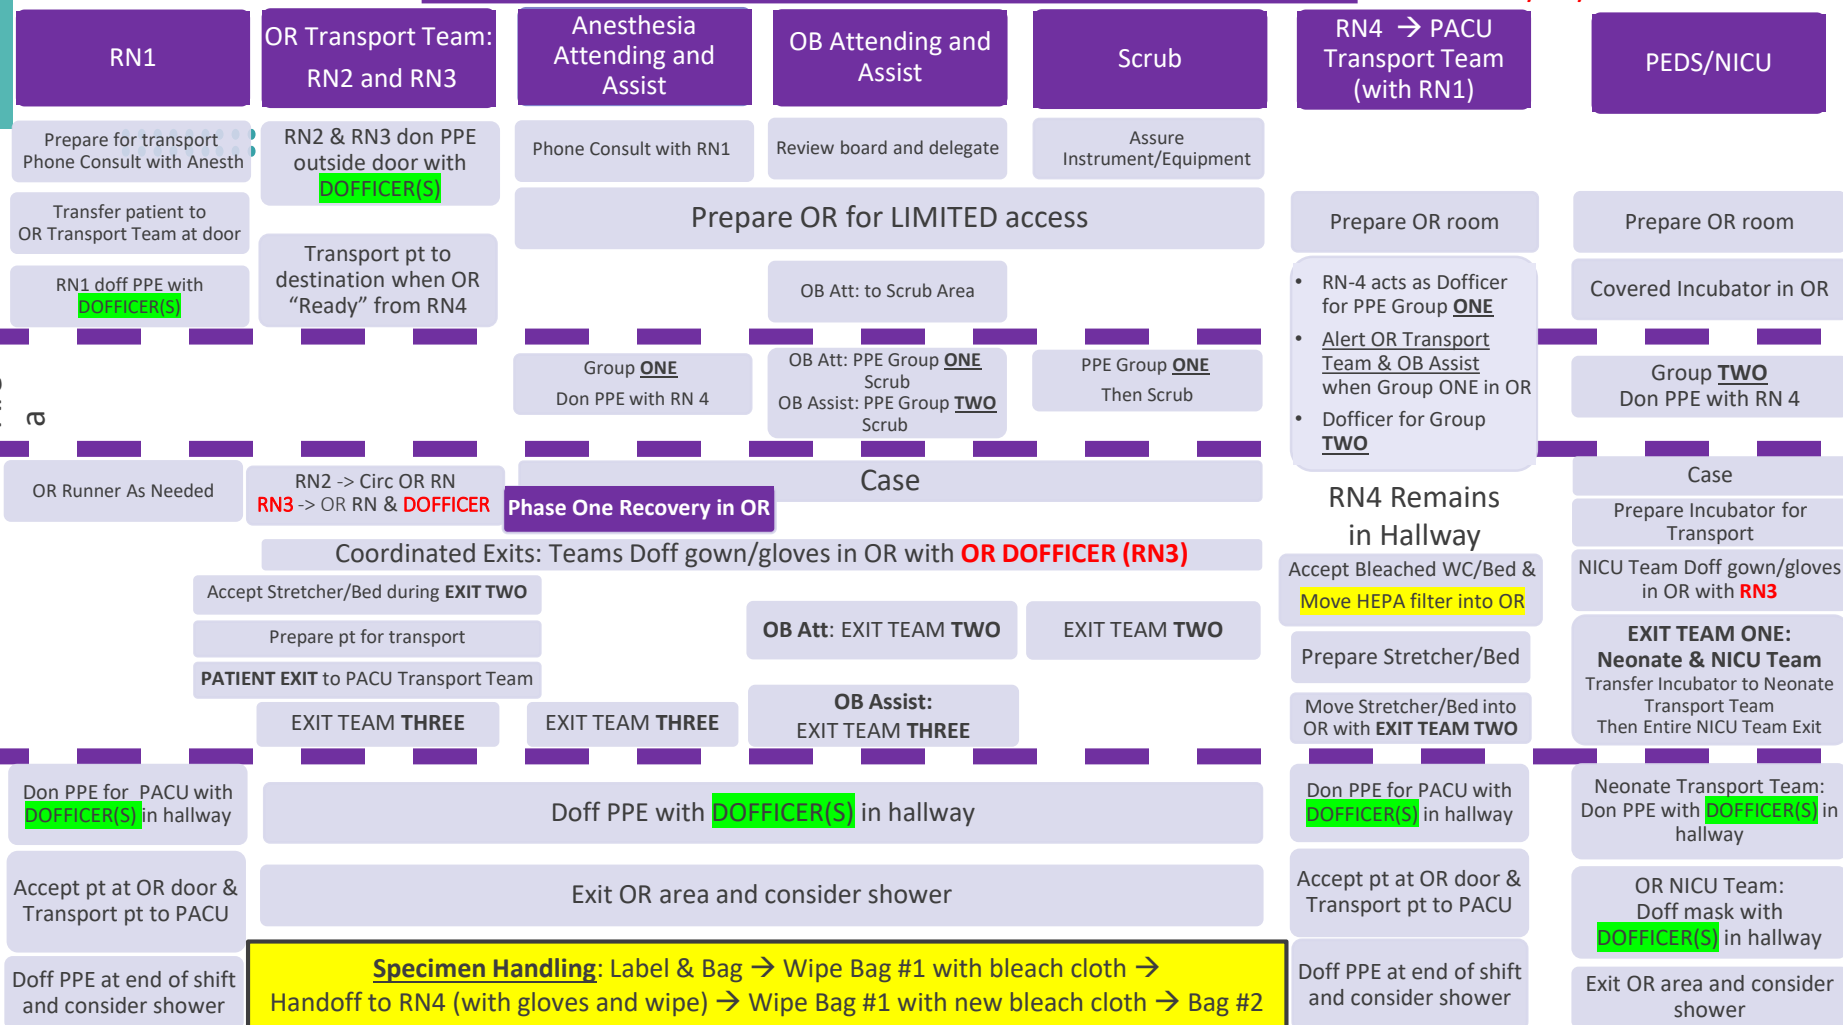 RN1
OR Transport Team:
RN2 and RN3
Anesthesia
Attending and
Assist
OB Attending and
Assist
Scrub
RN4 → PACU
Transport Team
(with RN1)
PEDS/NICU
Prepare for transport
Phone Consult with Anesth
RN2 & RN3 don PPE
outside door with
DOFFICER(S)
Phone Consult with RN1
Review board and delegate
Assure
Instrument/Equipment
Transfer patient to
OR Transport Team at door
Prepare OR for LIMITED access
Prepare OR room
Prepare OR room
RN1 doff PPE with
DOFFICER(S)
Transport pt to
destination when OR
“Ready” from RN4
OB Att: to Scrub Area
• RN-4 acts as Dofficer
for PPE Group ONE
• Alert OR Transport
Team & OB Assist
when Group ONE in OR
• Dofficer for Group
TWO
Covered Incubator in OR
a
Group ONE
Don PPE with RN 4
OB Att: PPE Group ONE
Scrub
OB Assist: PPE Group TWO
Scrub
PPE Group ONE
Then Scrub
Group TWO
Don PPE with RN 4
OR Runner As Needed
RN2 -> Circ OR RN
RN3 -> OR RN & DOFFICER
Case
Phase One Recovery in OR
RN4 Remains
in Hallway
Case
Prepare Incubator for
Transport
Coordinated Exits: Teams Doff gown/gloves in OR with OR DOFFICER (RN3)
Accept Bleached WC/Bed &
Move HEPA filter into OR
NICU Team Doff gown/gloves
in OR with RN3
Accept Stretcher/Bed during EXIT TWO
Prepare pt for transport
PATIENT EXIT to PACU Transport Team
OB Att: EXIT TEAM TWO
EXIT TEAM TWO
Prepare Stretcher/Bed
EXIT TEAM ONE:
Neonate & NICU Team
Transfer Incubator to Neonate
Transport Team
Then Entire NICU Team Exit
EXIT TEAM THREE
EXIT TEAM THREE
OB Assist:
EXIT TEAM THREE
Move Stretcher/Bed into
OR with EXIT TEAM TWO
Don PPE for PACU with
DOFFICER(S) in hallway
Doff PPE with DOFFICER(S) in hallway
Don PPE for PACU with
DOFFICER(S) in hallway
Neonate Transport Team:
Don PPE with DOFFICER(S) in
hallway
Accept pt at OR door &
Transport pt to PACU
Exit OR area and consider shower
Accept pt at OR door &
Transport pt to PACU
OR NICU Team:
Doff mask with
DOFFICER(S) in hallway
Doff PPE at end of shift
and consider shower
Specimen Handling: Label & Bag → Wipe Bag #1 with bleach cloth →
Handoff to RN4 (with gloves and wipe) → Wipe Bag #1 with new bleach cloth → Bag #2
Doff PPE at end of shift
and consider shower
Exit OR area and consider
shower